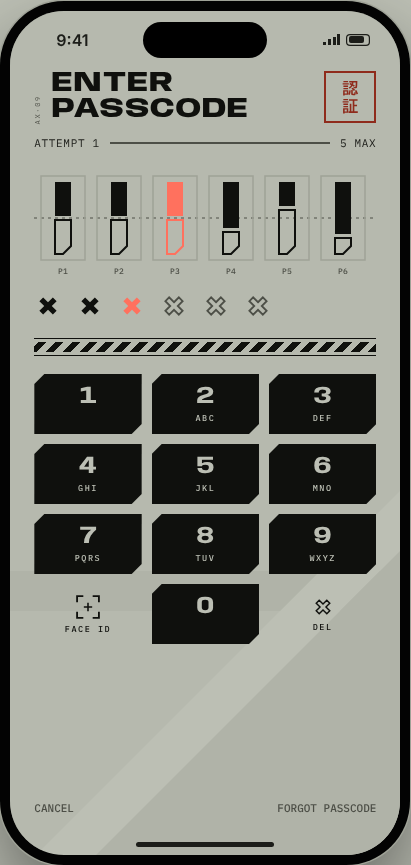 9:41
AX-09
ENTER
PASSCODE
認
証
ATTEMPT 1
5 MAX
P1
P2
P3
P4
P5
P6
1
2
ABC
3
DEF
4
GHI
5
JKL
6
MNO
7
PQRS
8
TUV
9
WXYZ
FACE ID
0
DEL
CANCEL
FORGOT PASSCODE